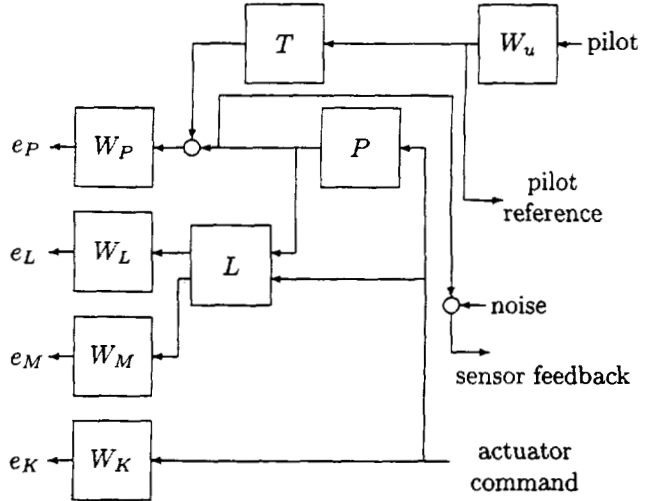 T
W_u
pilot
e_P
W_P
P
pilot
reference
e_L
W_L
L
noise
e_M
W_M
sensor feedback
e_K
W_K
actuator
command